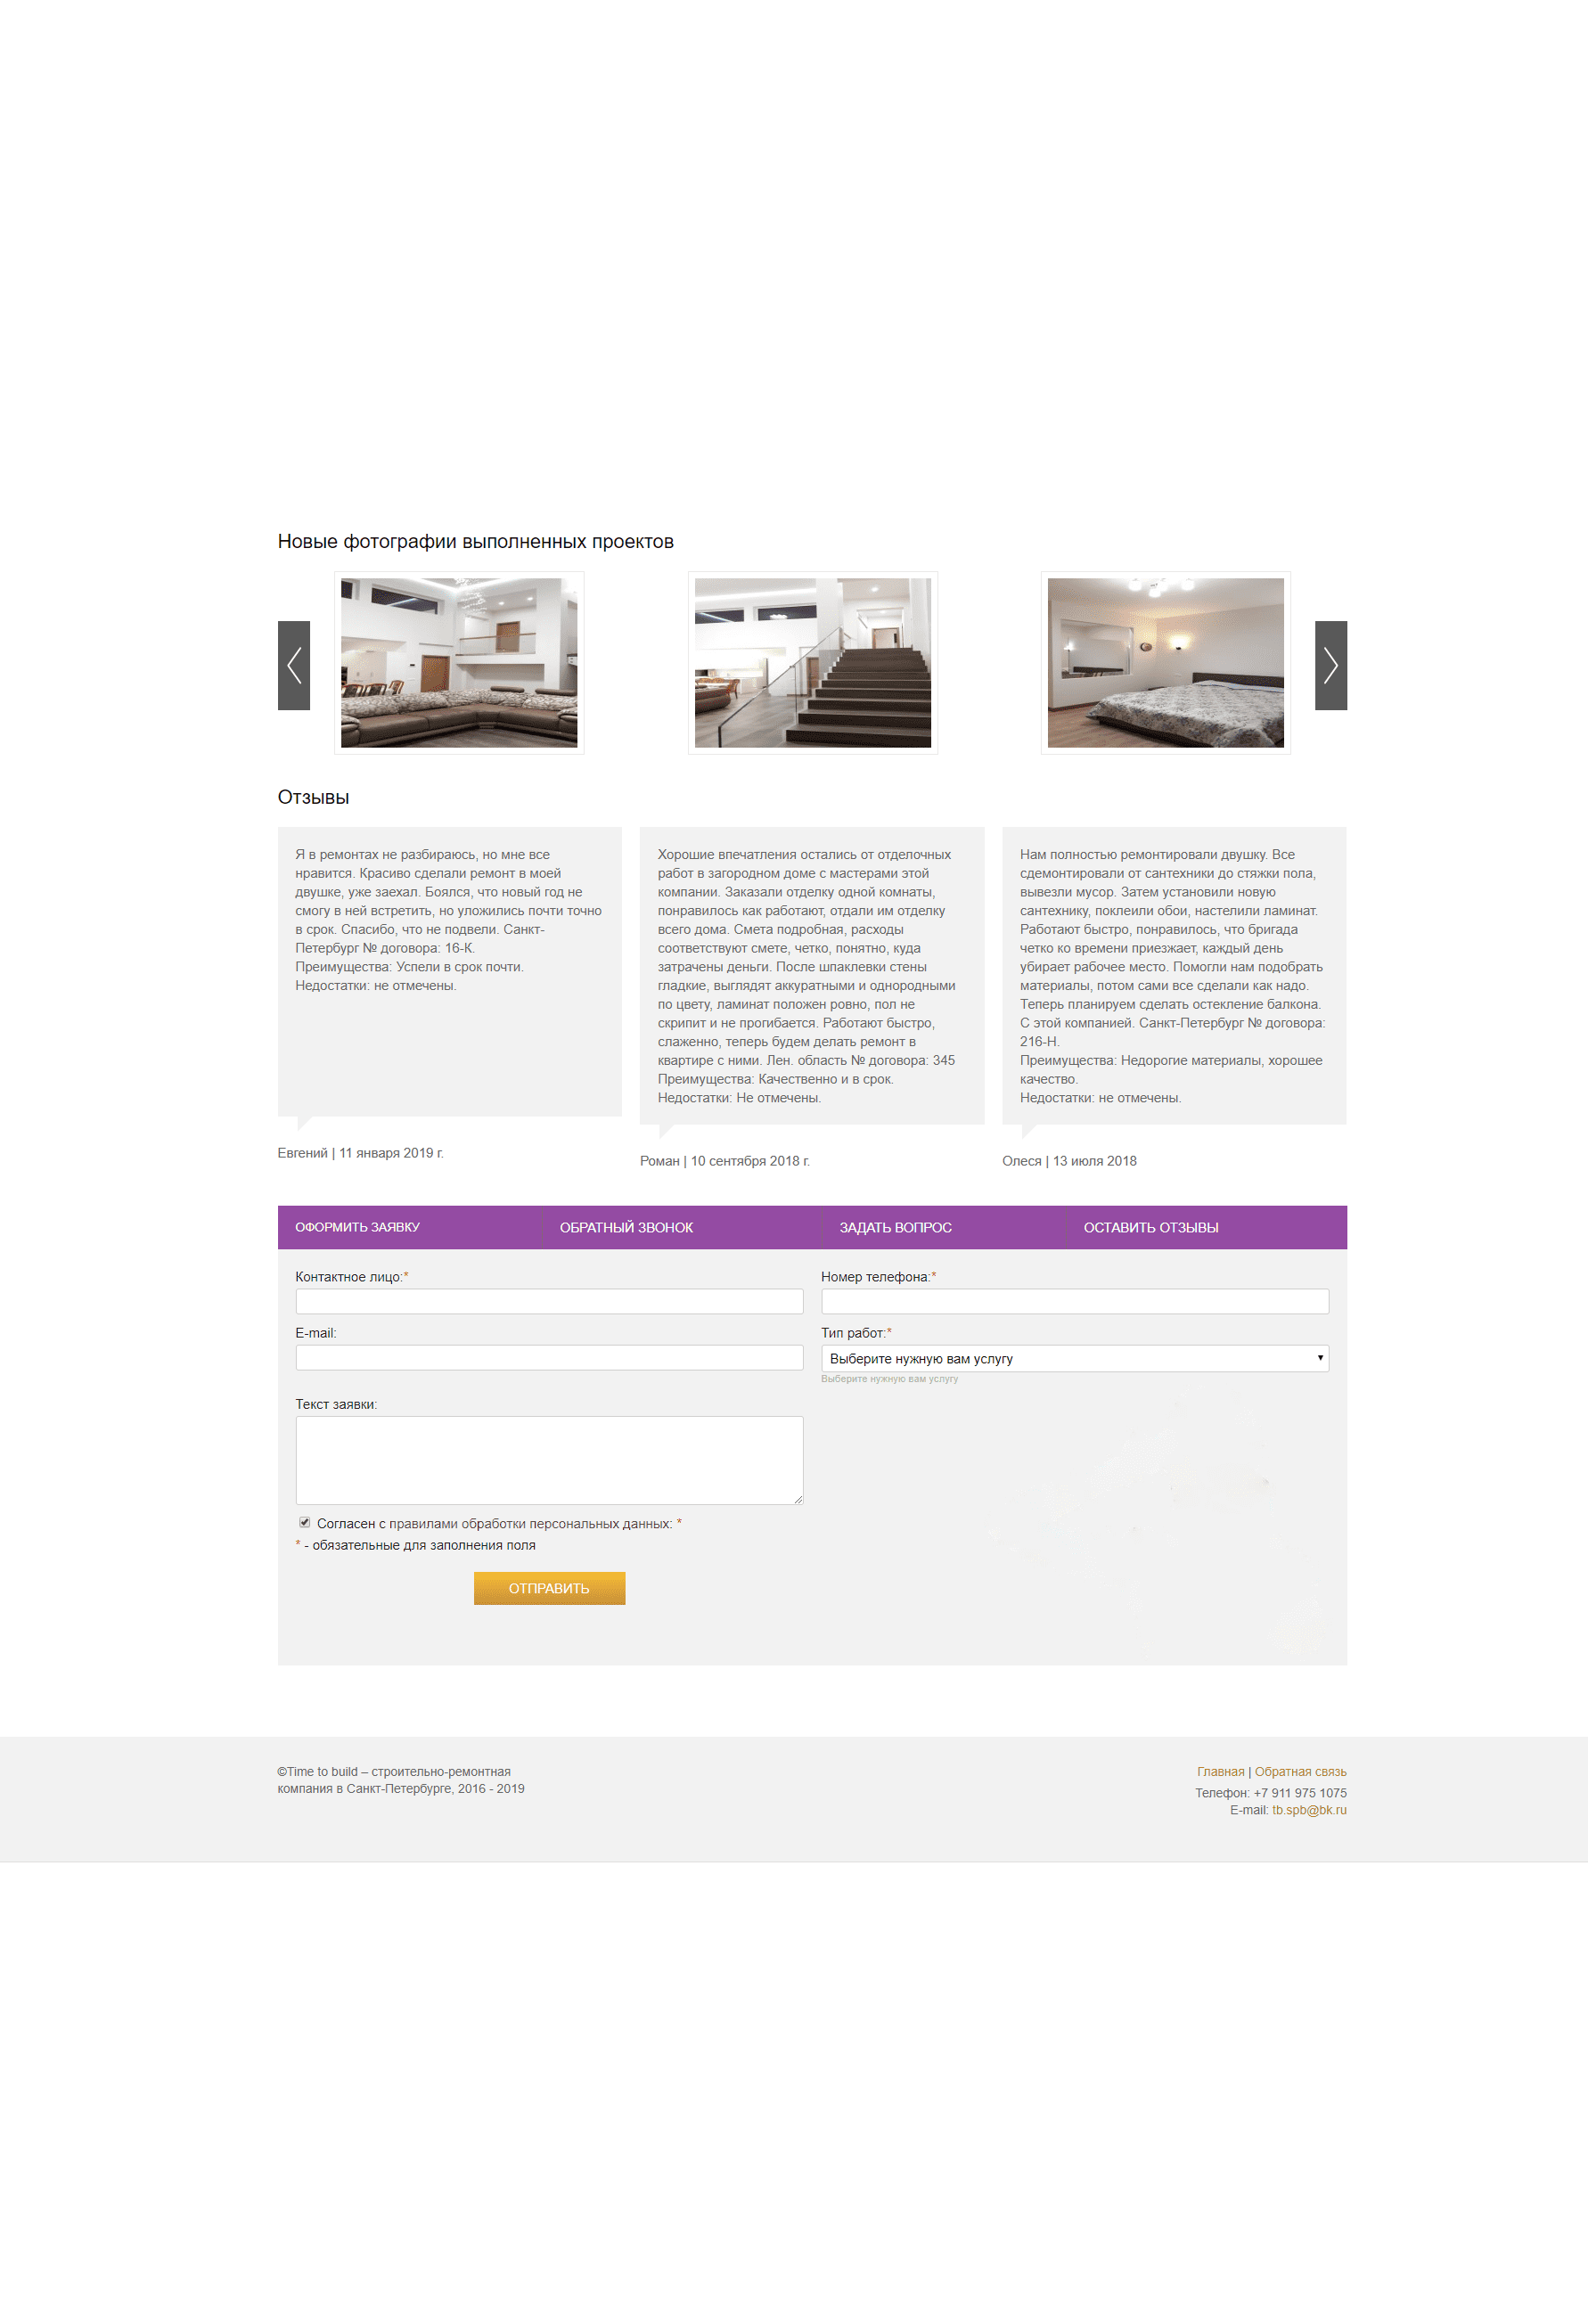 Новые фотографии выполненных проектов
Отзывы
Я в ремонтах не разбираюсь, но мне все
нравится. Красиво сделали ремонт в моей
двушке, уже заехал. Боялся, что новый год не
смогу в ней встретить, но уложились почти точно
в срок. Спасибо, что не подвели. Санкт-
Петербург № договора: 16-К.
Преимущества: Успели в срок почти.
Недостатки: не отмечены.
Евгений | 11 января 2019 г.
Хорошие впечатления остались от отделочных
работ в загородном доме с мастерами этой
компании. Заказали отделку одной комнаты,
понравилось как работают, отдали им отделку
всего дома. Смета подробная, расходы
соответствуют смете, четко, понятно, куда
затрачены деньги. После шпаклевки стены
гладкие, выглядят аккуратными и однородными
по цвету, ламинат положен ровно, пол не
скрипит и не прогибается. Работают быстро,
слаженно, теперь будем делать ремонт в
квартире с ними. Лен. область № договора: 345
Преимущества: Качественно и в срок.
Недостатки: Не отмечены.
Роман | 10 сентября 2018 г.
Нам полностью ремонтировали двушку. Все
сдемонтировали от сантехники до стяжки пола,
вывезли мусор. Затем установили новую
сантехнику, поклеили обои, настелили ламинат.
Работают быстро, понравилось, что бригада
четко ко времени приезжает, каждый день
убирает рабочее место. Помогли нам подобрать
материалы, потом сами все сделали как надо.
Теперь планируем сделать остекление балкона.
С этой компанией. Санкт-Петербург № договора:
216-Н.
Преимущества: Недорогие материалы, хорошее
качество.
Недостатки: не отмечены.
Олеся | 13 июля 2018
ОФОРМИТЬ ЗАЯВКУ
ОБРАТНЫЙ ЗВОНОК
ЗАДАТЬ ВОПРОС
ОСТАВИТЬ ОТЗЫВЫ
Контактное лицо:*
Номер телефона:*
E-mail:
Тип работ:*
Выберите нужную вам услугу
Выберите нужную вам услугу
Текст заявки:
Согласен с правилами обработки персональных данных: *
* - обязательные для заполнения поля
ОТПРАВИТЬ
©Time to build – строительно-ремонтная
компания в Санкт-Петербурге, 2016 - 2019
Главная | Обратная связь
Телефон: +7 911 975 1075
E-mail: tb.spb@bk.ru